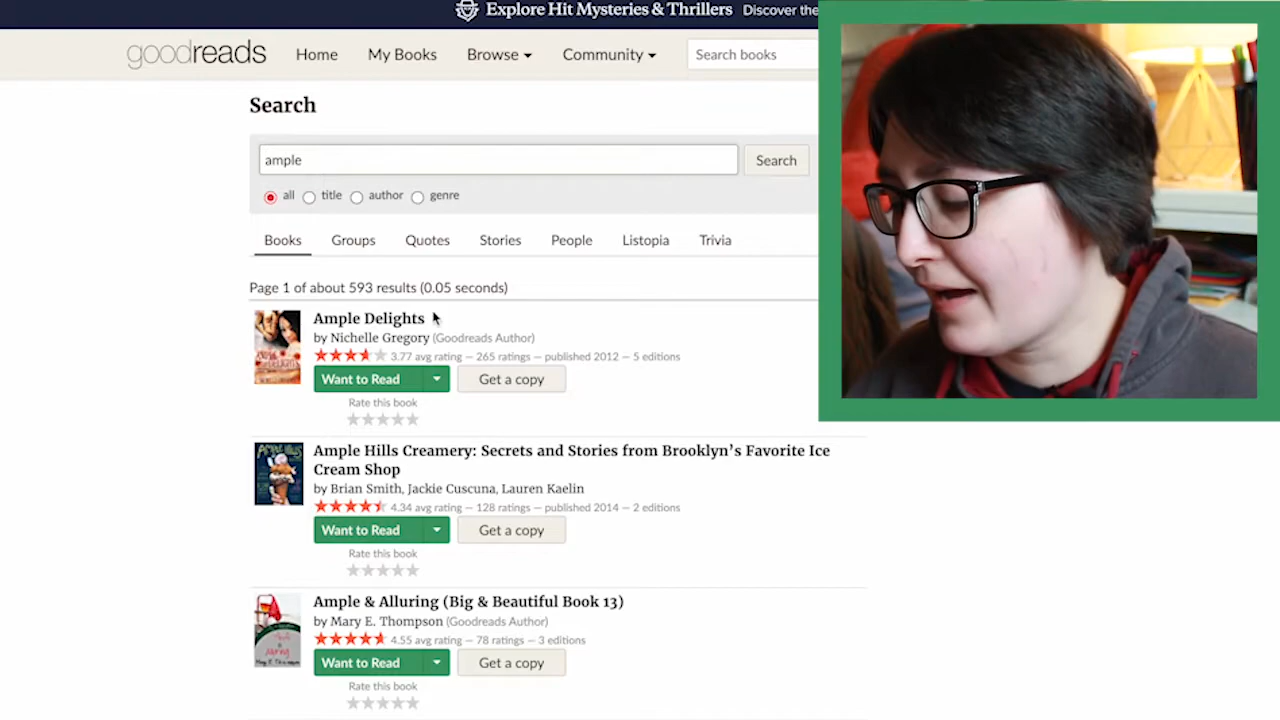 Explore Hit Mysteries & Thrillers Discover the
goodreads Home My Books Browse Community Search books
Search
ample Search
all title author genre
Books Groups Quotes Stories People Listopia Trivia
Page 1 of about 593 results (0.05 seconds)
Ample Delights
by Nichelle Gregory (Goodreads Author)
3.77 avg rating — 265 ratings — published 2012 — 5 editions
Want to Read Get a copy
Rate this book
Ample Hills Creamery: Secrets and Stories from Brooklyn’s Favorite Ice
Cream Shop
by Brian Smith, Jackie Cuscuna, Lauren Kaelin
4.34 avg rating — 128 ratings — published 2014 — 2 editions
Want to Read Get a copy
Rate this book
Ample & Alluring (Big & Beautiful Book 13)
by Mary E. Thompson (Goodreads Author)
4.55 avg rating — 78 ratings — 3 editions
Want to Read Get a copy
Rate this book